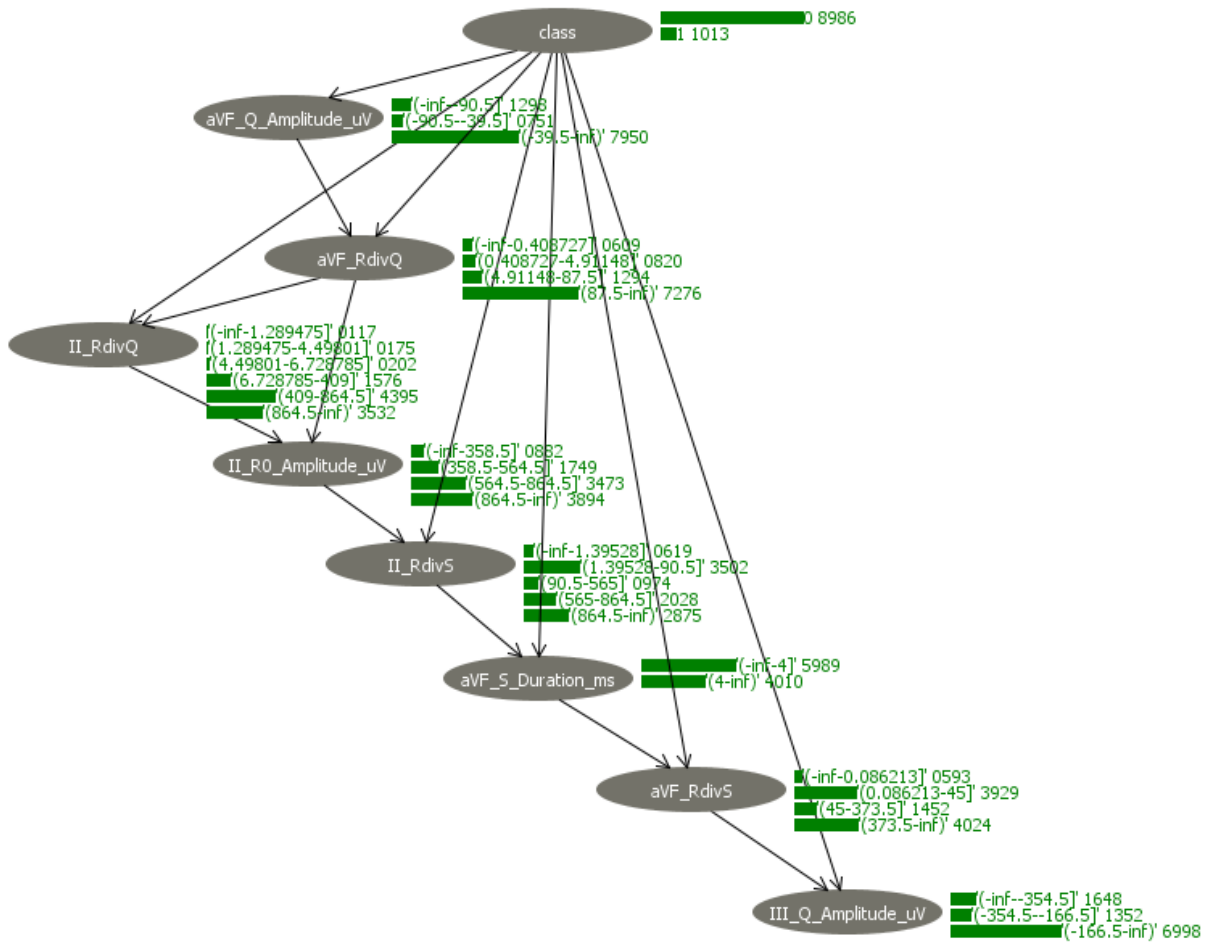 class
0 8986
1 1013
aVF_Q_Amplitude_uV
'(-inf--90.5]' 1298
'(-90.5--39.5]' 0751
'(-39.5-inf)' 7950
aVF_RdivQ
'(-inf-0.408727]' 0609
'(0.408727-4.91148]' 0820
'(4.91148-87.5]' 1294
'(87.5-inf)' 7276
II_RdivQ
'(-inf-1.289475]' 0117
'(1.289475-4.49801]' 0175
'(4.49801-6.728785]' 0202
'(6.728785-409]' 1576
'(409-864.5]' 4395
'(864.5-inf)' 3532
II_R0_Amplitude_uV
'(-inf-358.5]' 0882
'(358.5-564.5]' 1749
'(564.5-864.5]' 3473
'(864.5-inf)' 3894
II_RdivS
'(-inf-1.39528]' 0619
'(1.39528-90.5]' 3502
'(90.5-565]' 0974
'(565-864.5]' 2028
'(864.5-inf)' 2875
aVF_S_Duration_ms
'(-inf-4]' 5989
'(4-inf)' 4010
aVF_RdivS
'(-inf-0.086213]' 0593
'(0.086213-45]' 3929
'(45-373.5]' 1452
'(373.5-inf)' 4024
III_Q_Amplitude_uV
'(-inf--354.5]' 1648
'(-354.5--166.5]' 1352
'(-166.5-inf)' 6998